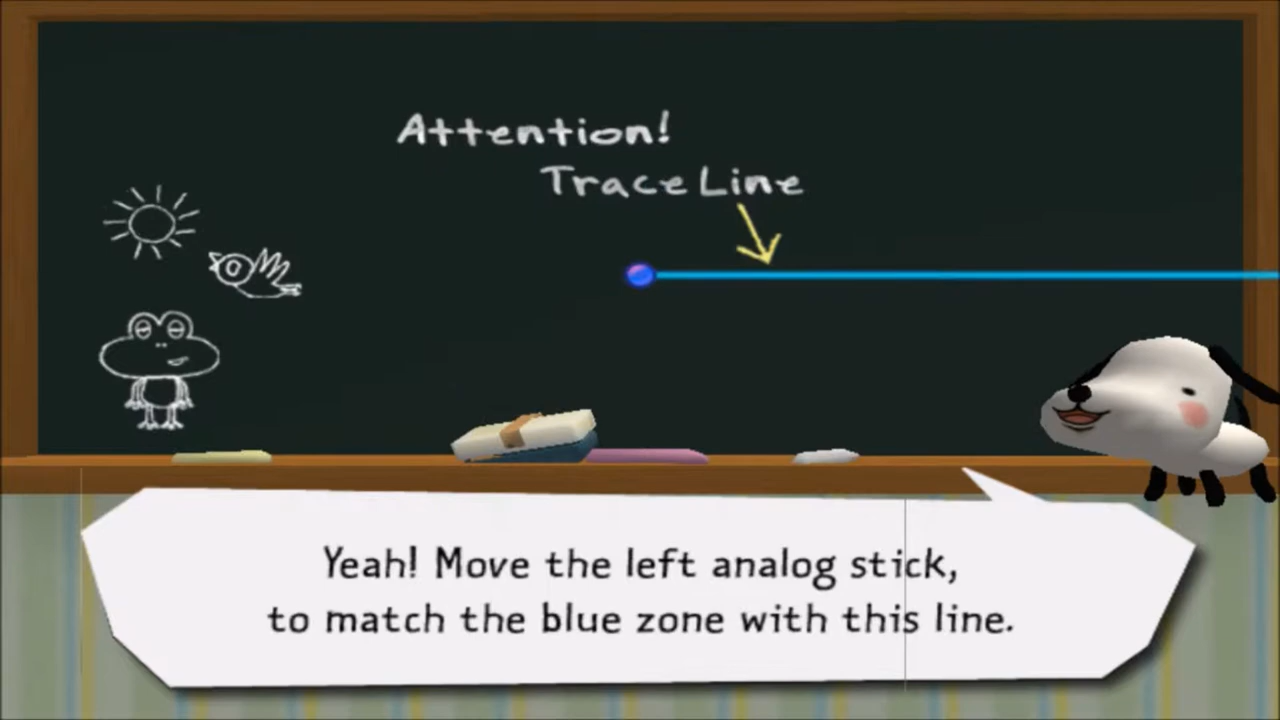 Attention!
Trace Line
Yeah! Move the left analog stick,
to match the blue zone with this line.